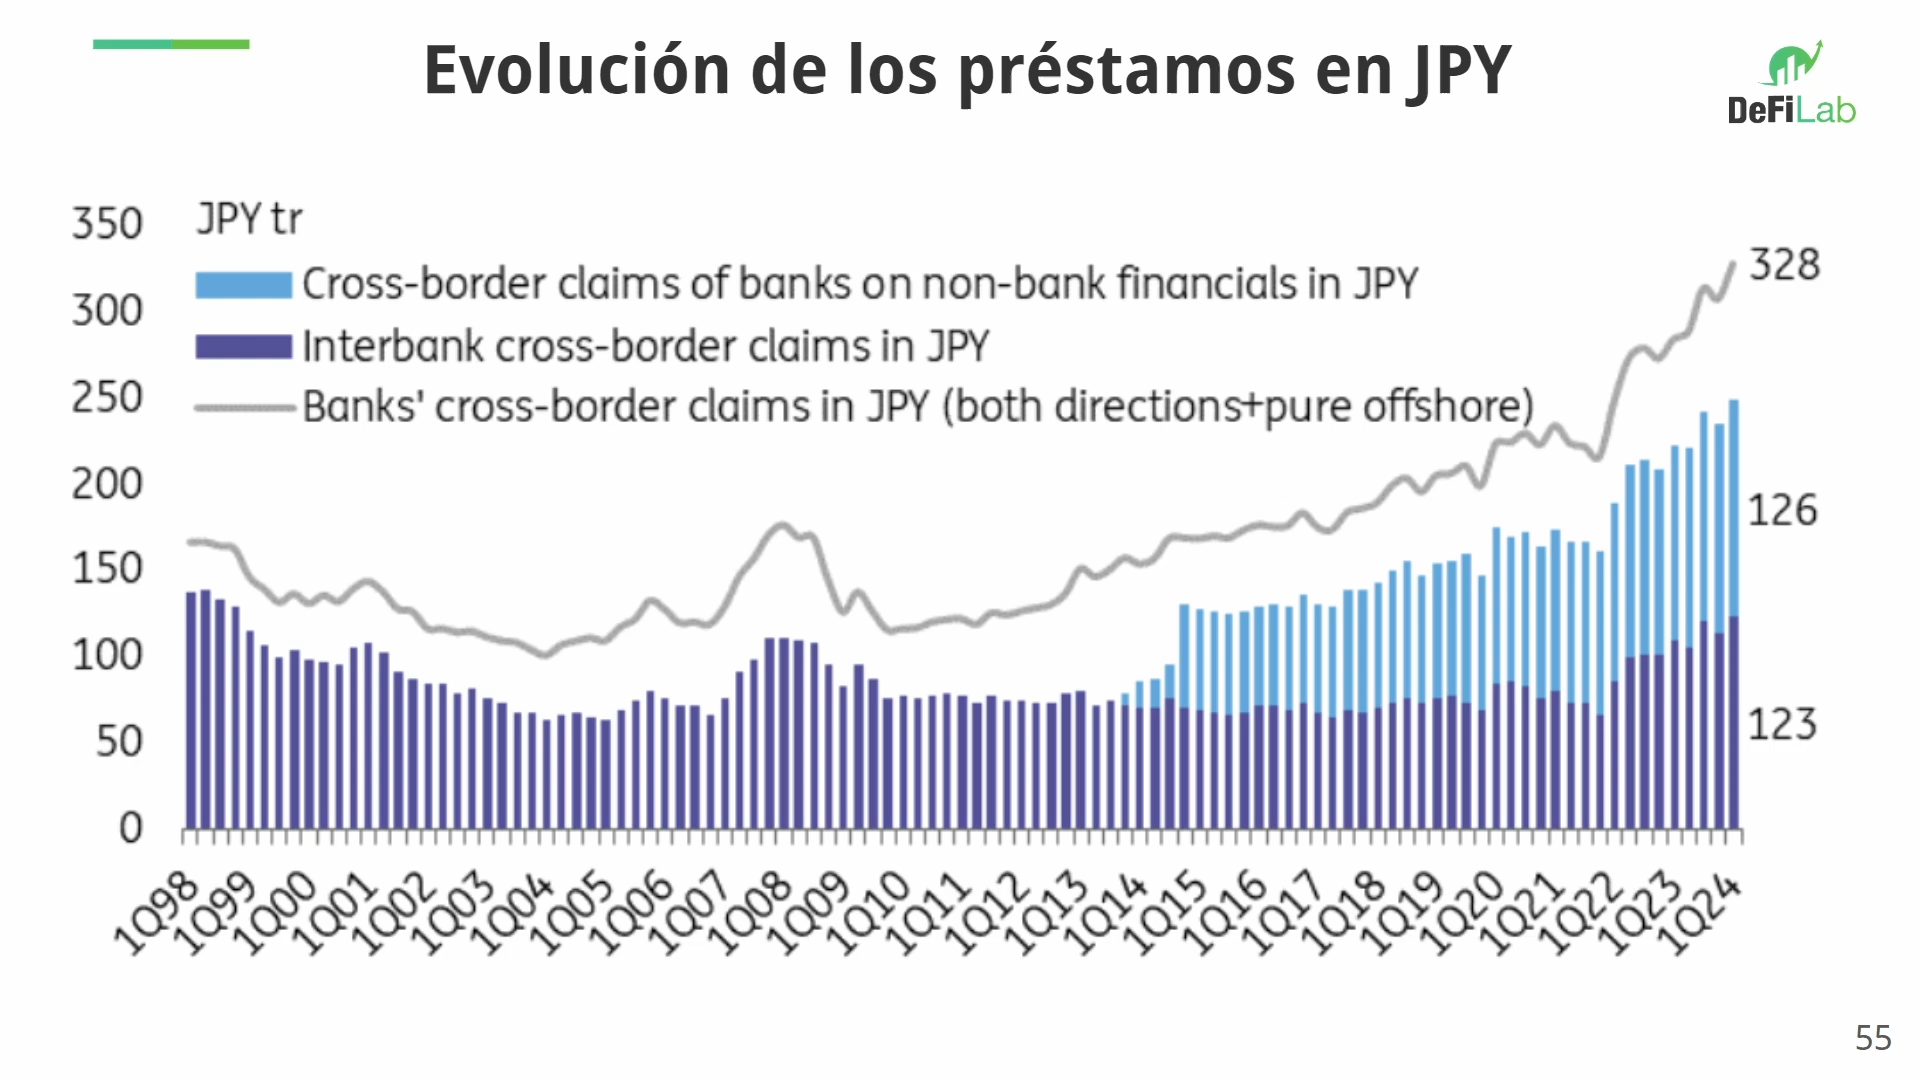 Evolución de los préstamos en JPY
DeFiLab
JPY tr
Cross-border claims of banks on non-bank financials in JPY
Interbank cross-border claims in JPY
Banks' cross-border claims in JPY (both directions+pure offshore)
350
300
250
200
150
100
50
0
328
126
123
1Q98
1Q99
1Q00
1Q01
1Q02
1Q03
1Q04
1Q05
1Q06
1Q07
1Q08
1Q09
1Q10
1Q11
1Q12
1Q13
1Q14
1Q15
1Q16
1Q17
1Q18
1Q19
1Q20
1Q21
1Q22
1Q23
1Q24
55